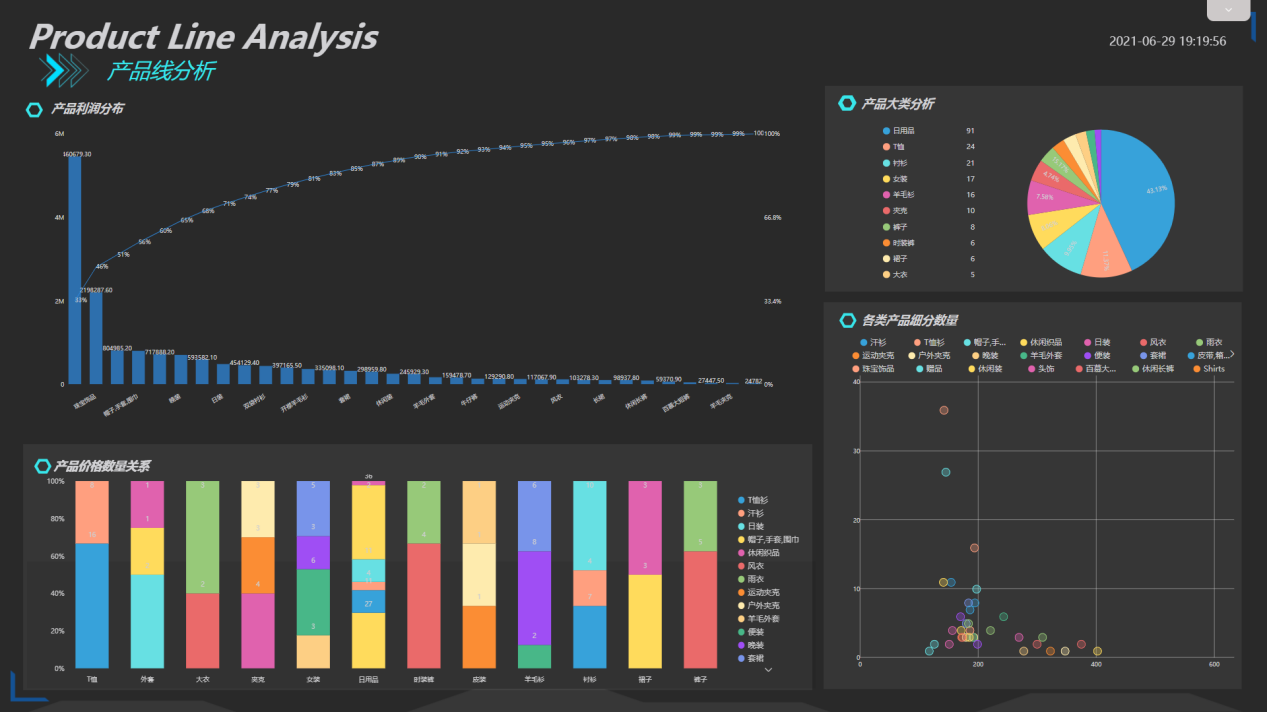 Product Line Analysis
2021-06-29 19:19:56
产品线分析
产品利润分布
6M
4M
2M
0
160679.30
2198287.60
804985.20
717888.20
593582.10
454129.40
397165.50
335098.10
298959.80
245929.30
159478.70
129290.80
117067.90
103278.30
98937.80
59370.90
27447.50
24782
33%
46%
51%
56%
60%
65%
68%
71%
74%
77%
79%
81%
83%
85%
87%
89%
90%
91%
92%
93%
94%
95%
95%
96%
97%
97%
98%
98%
99%
99%
99%
99%
100%
66.8%
33.4%
0%
珠宝饰品
帽子,手套,围巾
晚装
日装
双袋衬衫
开襟羊毛衫
套裙
休闲装
羊毛外套
牛仔裤
运动夹克
风衣
长裙
休闲长裤
百慕大短裤
羊毛夹克
产品大类分析
日用品 91
T恤 24
衬衫 21
女装 17
羊毛衫 16
夹克 10
裤子 8
时装裤 6
裙子 6
大衣 5
43.13%
7.58%
4.74%
产品价格数量关系
100%
80%
60%
40%
20%
0%
T恤
外套
大衣
夹克
女装
日用品
时装裤
皮装
羊毛衫
衬衫
裙子
裤子
36
27
T恤衫
汗衫
日装
帽子,手套,围巾
休闲织品
风衣
雨衣
运动夹克
户外夹克
羊毛外套
便装
晚装
套裙
各类产品细分数量
汗衫 T恤衫 帽子,手... 休闲织品 日装 风衣 雨衣
运动夹克 户外夹克 晚装 羊毛外套 便装 套裙 皮带,箱...
珠宝饰品 赠品 休闲装 头饰 百慕大... 休闲长裤 Shirts
40
30
20
10
0
0 200 400 600